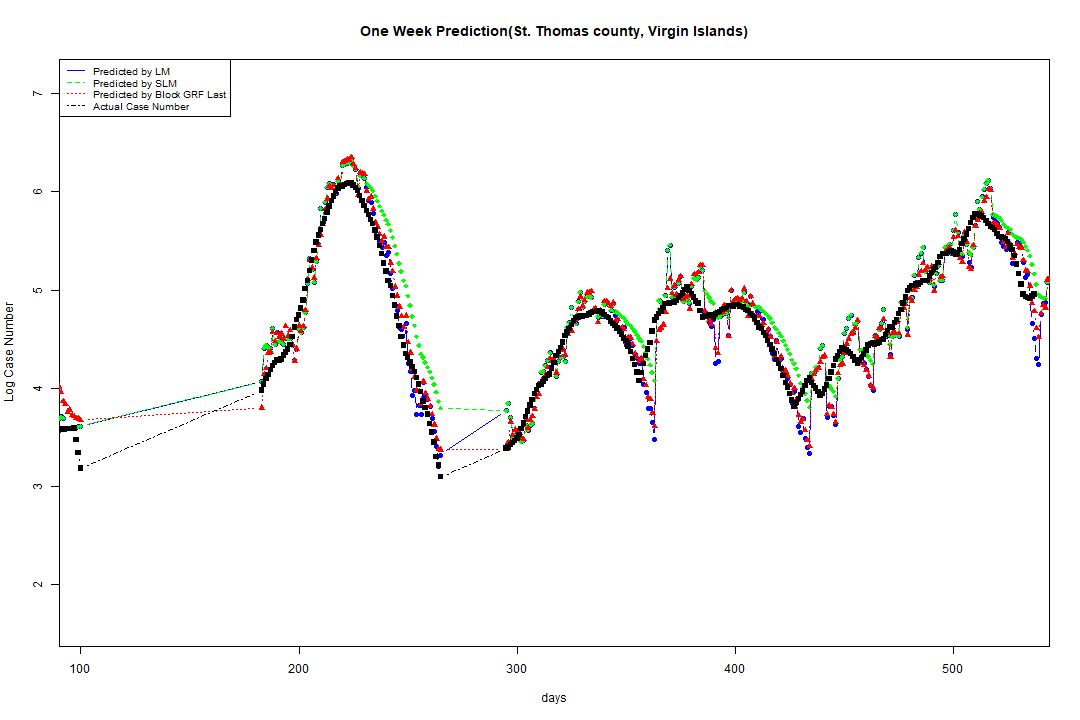 One Week Prediction(St. Thomas county, Virgin Islands)
Predicted by LM
Predicted by SLM
Predicted by Block GRF Last
Actual Case Number
7
6
5
4
3
2
Log Case Number
100 200 300 400 500
days